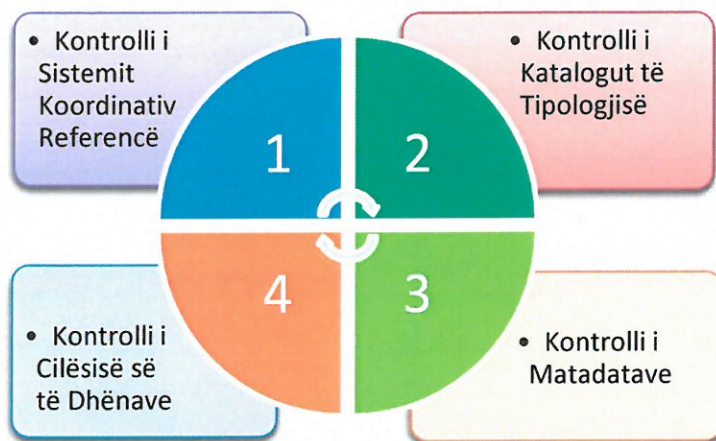 • Kontrolli i
Sistemit
Koordinativ
Referencë
1
• Kontrolli i
Katalogut të
Tipologjisë
2
• Kontrolli i
Matadatave
3
• Kontrolli i
Cilësisë së
të Dhënave
4